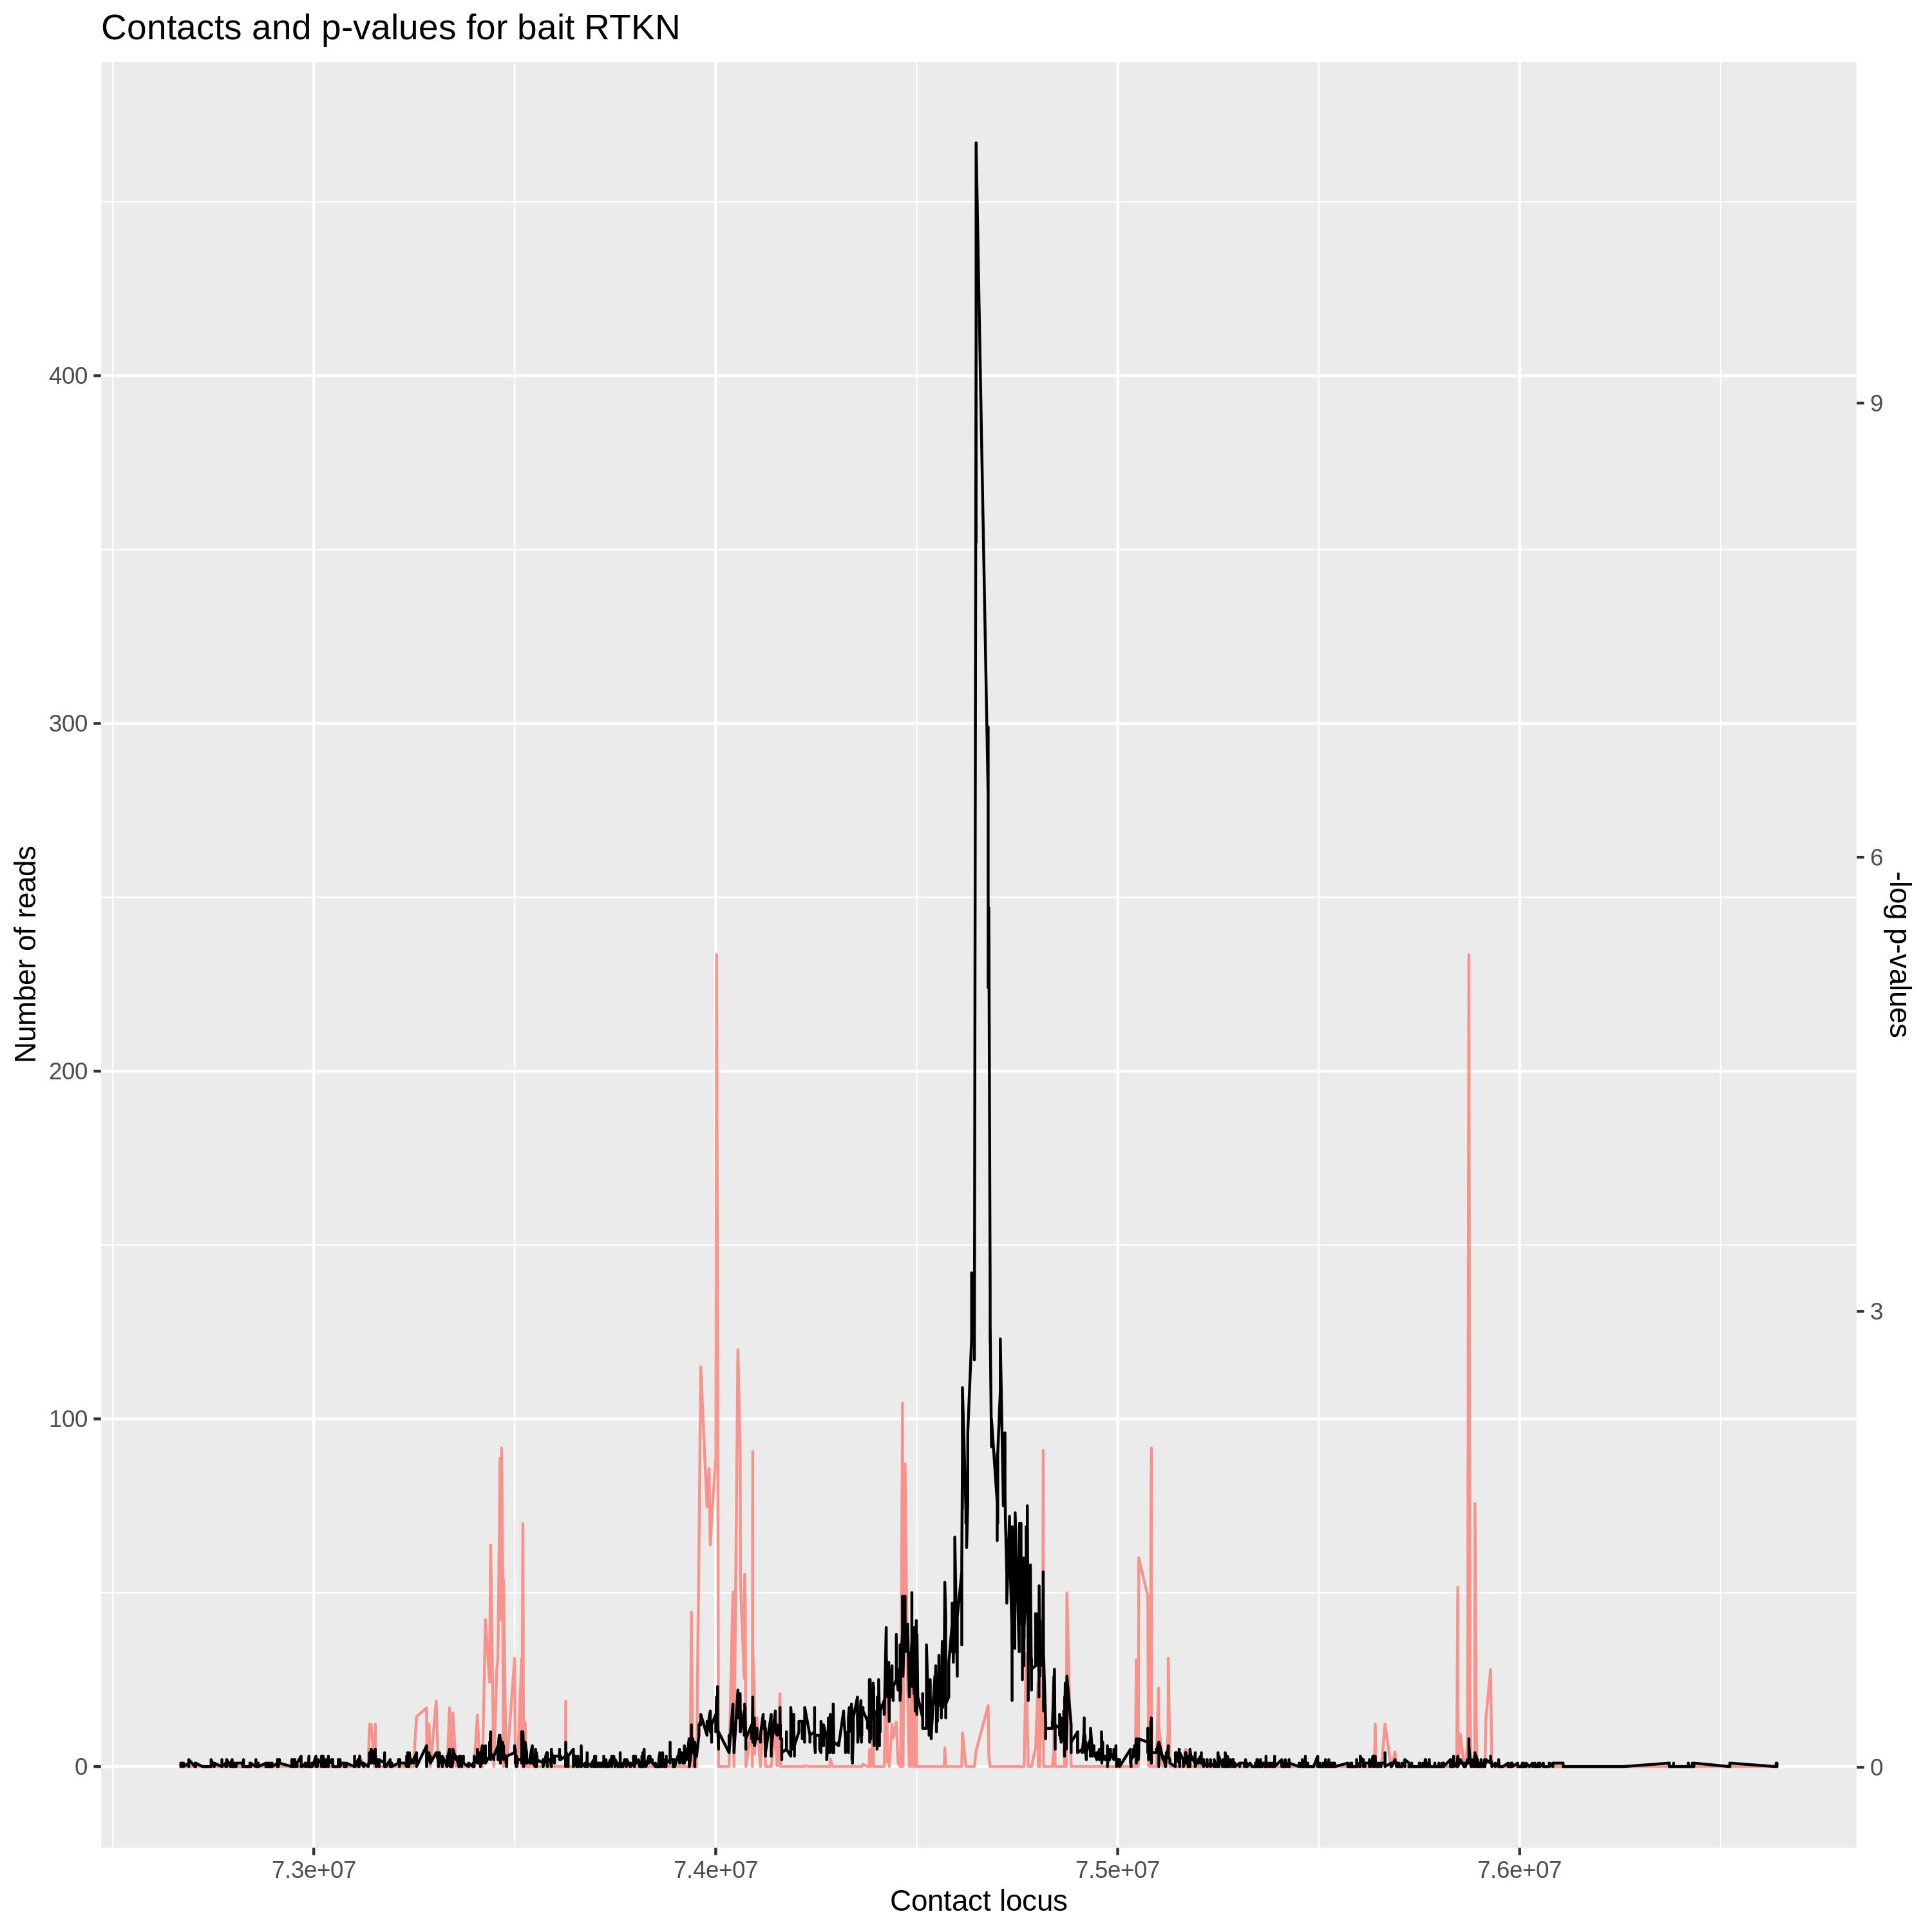 Contacts and p-values for bait RTKN
Number of reads
400
300
200
100
0
9
6
3
0
-log p-values
7.3e+07
7.4e+07
7.5e+07
7.6e+07
Contact locus